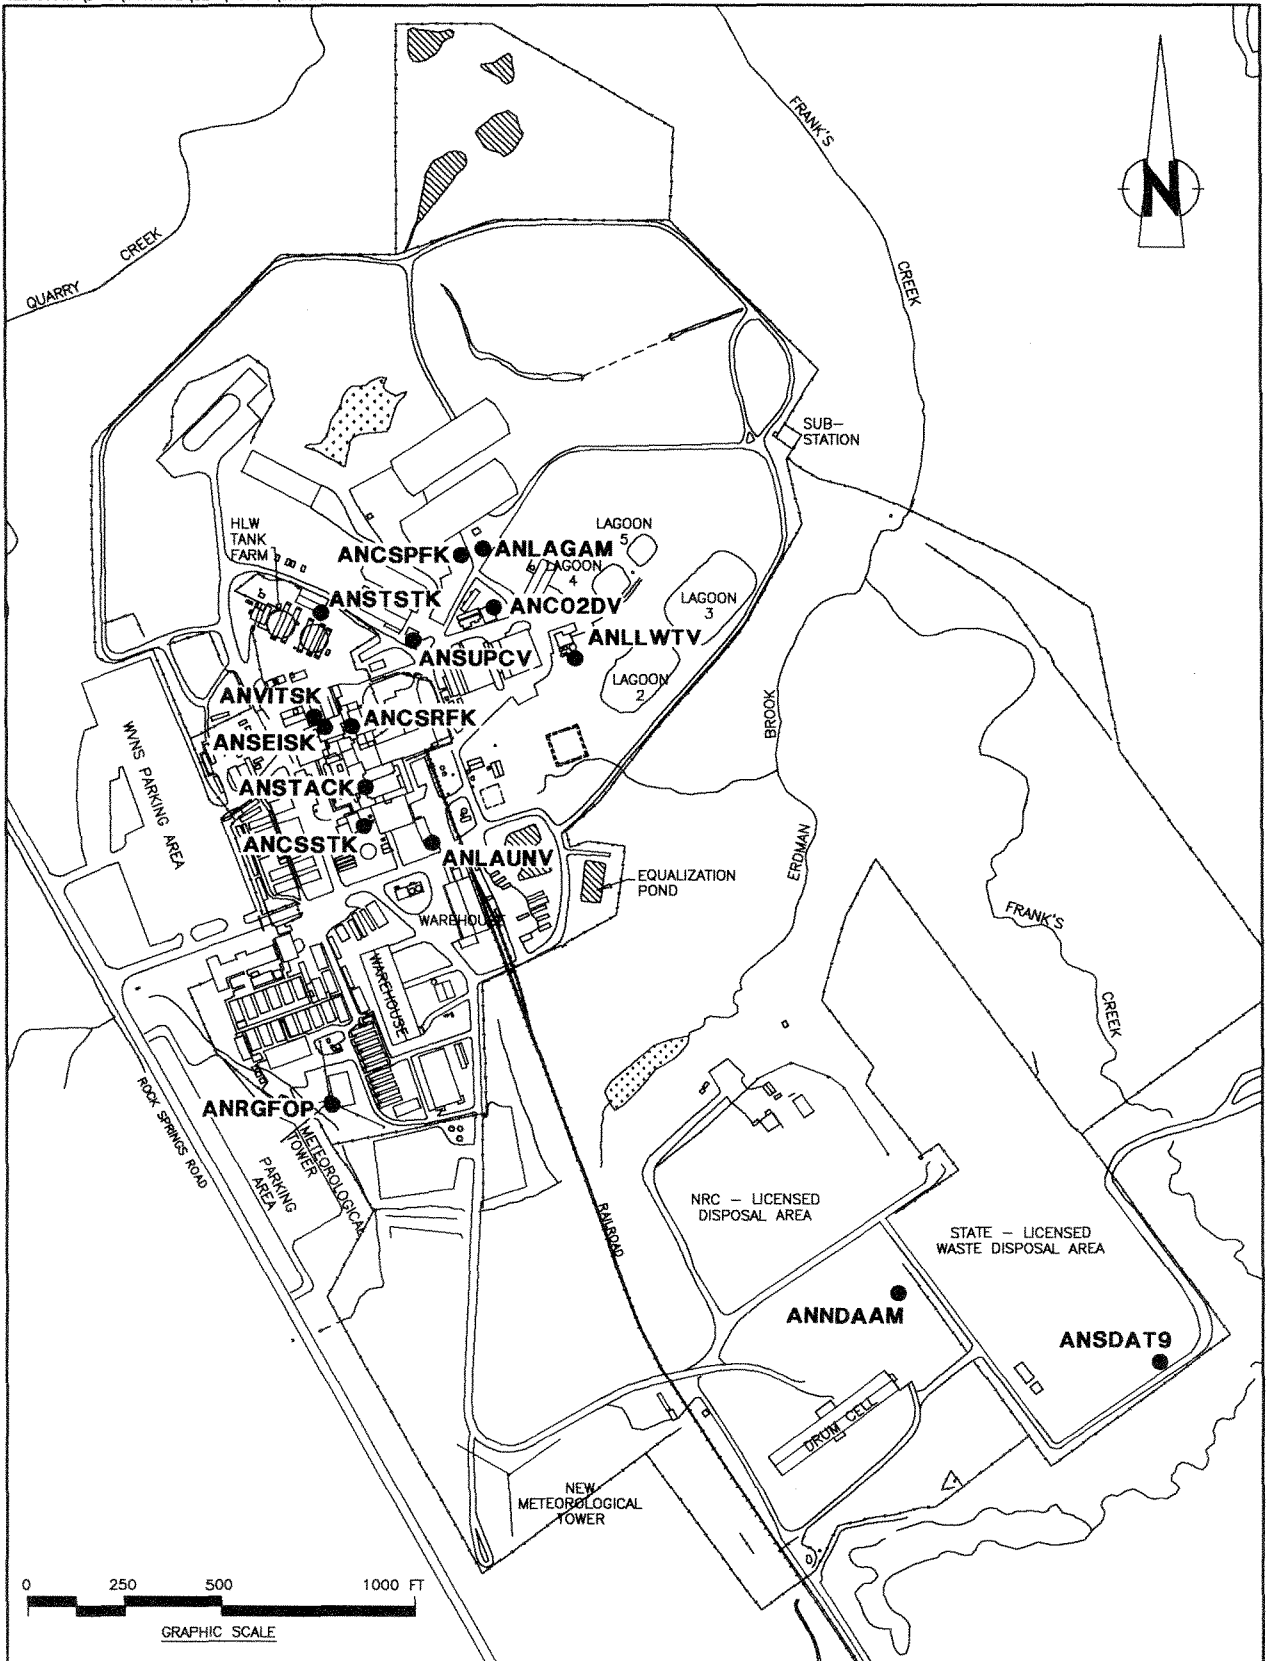 FRANK'S
CREEK
N
QUARRY
CREEK
SUB-
STATION
HLW
TANK
FARM
LAGOON
5
ANCSPFK
ANLAGAM
LAGOON
4
ANSTSTK
ANCO2DV
LAGOON
3
ANLLWTV
ANSUPCV
LAGOON
2
ANVITSK
ANCSRFK
BROOK
ANSEISK
WVNS PARKING AREA
ANSTACK
ANCSSTK
ANLAUNV
ERDMAN
EQUALIZATION
POND
WAREHOUSE
FRANK'S
WAREHOUSE
CREEK
ROCK SPRINGS ROAD
ANRGFOP
METEOROLOGICAL
TOWER
PARKING
AREA
NRC - LICENSED
DISPOSAL AREA
RAILROAD
STATE - LICENSED
WASTE DISPOSAL AREA
ANNDAAM
ANSDAT9
DRUM CELL
NEW
METEOROLOGICAL
TOWER
0 250 500 1000 FT
GRAPHIC SCALE